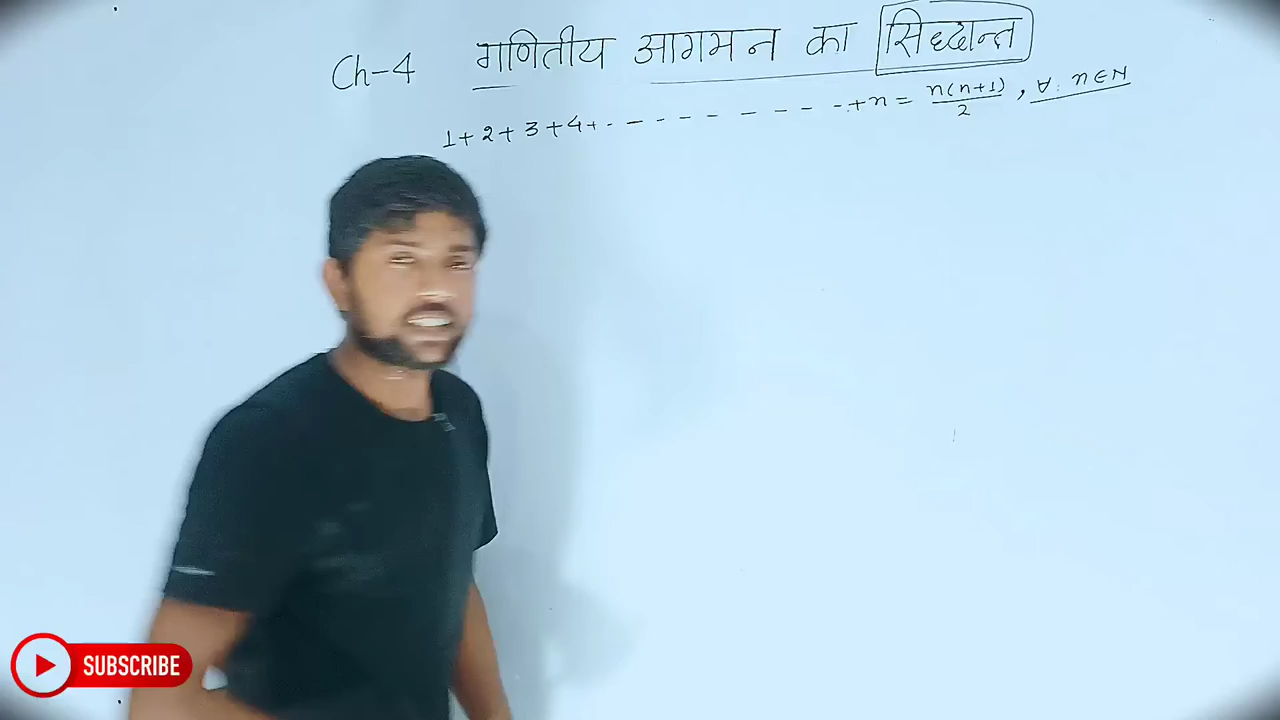 Ch-4 गणितीय आगमन का सिद्धान्त
1+2+3+4+- - - - - - - - -+n = n(n+1)/2, ∀ n∈N
SUBSCRIBE